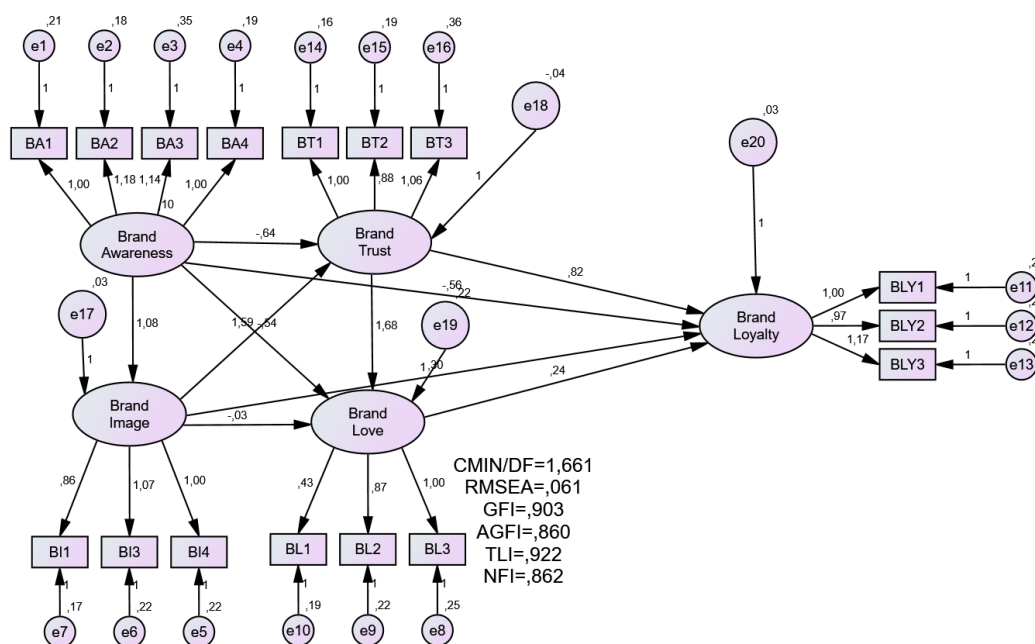 ,21 ,18 ,35 ,19 ,16 ,19 ,36
e1 e2 e3 e4 e14 e15 e16
-,04
e18
,03
e20
1 1 1 1 1 1 1
BA1 BA2 BA3 BA4 BT1 BT2 BT3
1,00 1,18 1,14 1,00 1,00 ,88 1,06 1
10
1
Brand
Awareness
Brand
Trust
-,64
,82
-,56
,03
e17
,22
e19
1,08
1,59
-,54
1,68
1
1
Brand
Loyalty
1,00
,97
1,17
BLY1
BLY2
BLY3
1
1
1
e11
e12
e13
Brand
Image
-,03
1,30
,24
Brand
Love
,86 1,07 1,00 ,43 ,87 1,00
CMIN/DF=1,661
RMSEA=,061
GFI=,903
AGFI=,860
TLI=,922
NFI=,862
BI1 BI3 BI4 BL1 BL2 BL3
1 1 1 1 1 1
,17 ,22 ,22 ,19 ,22 ,25
e7 e6 e5 e10 e9 e8